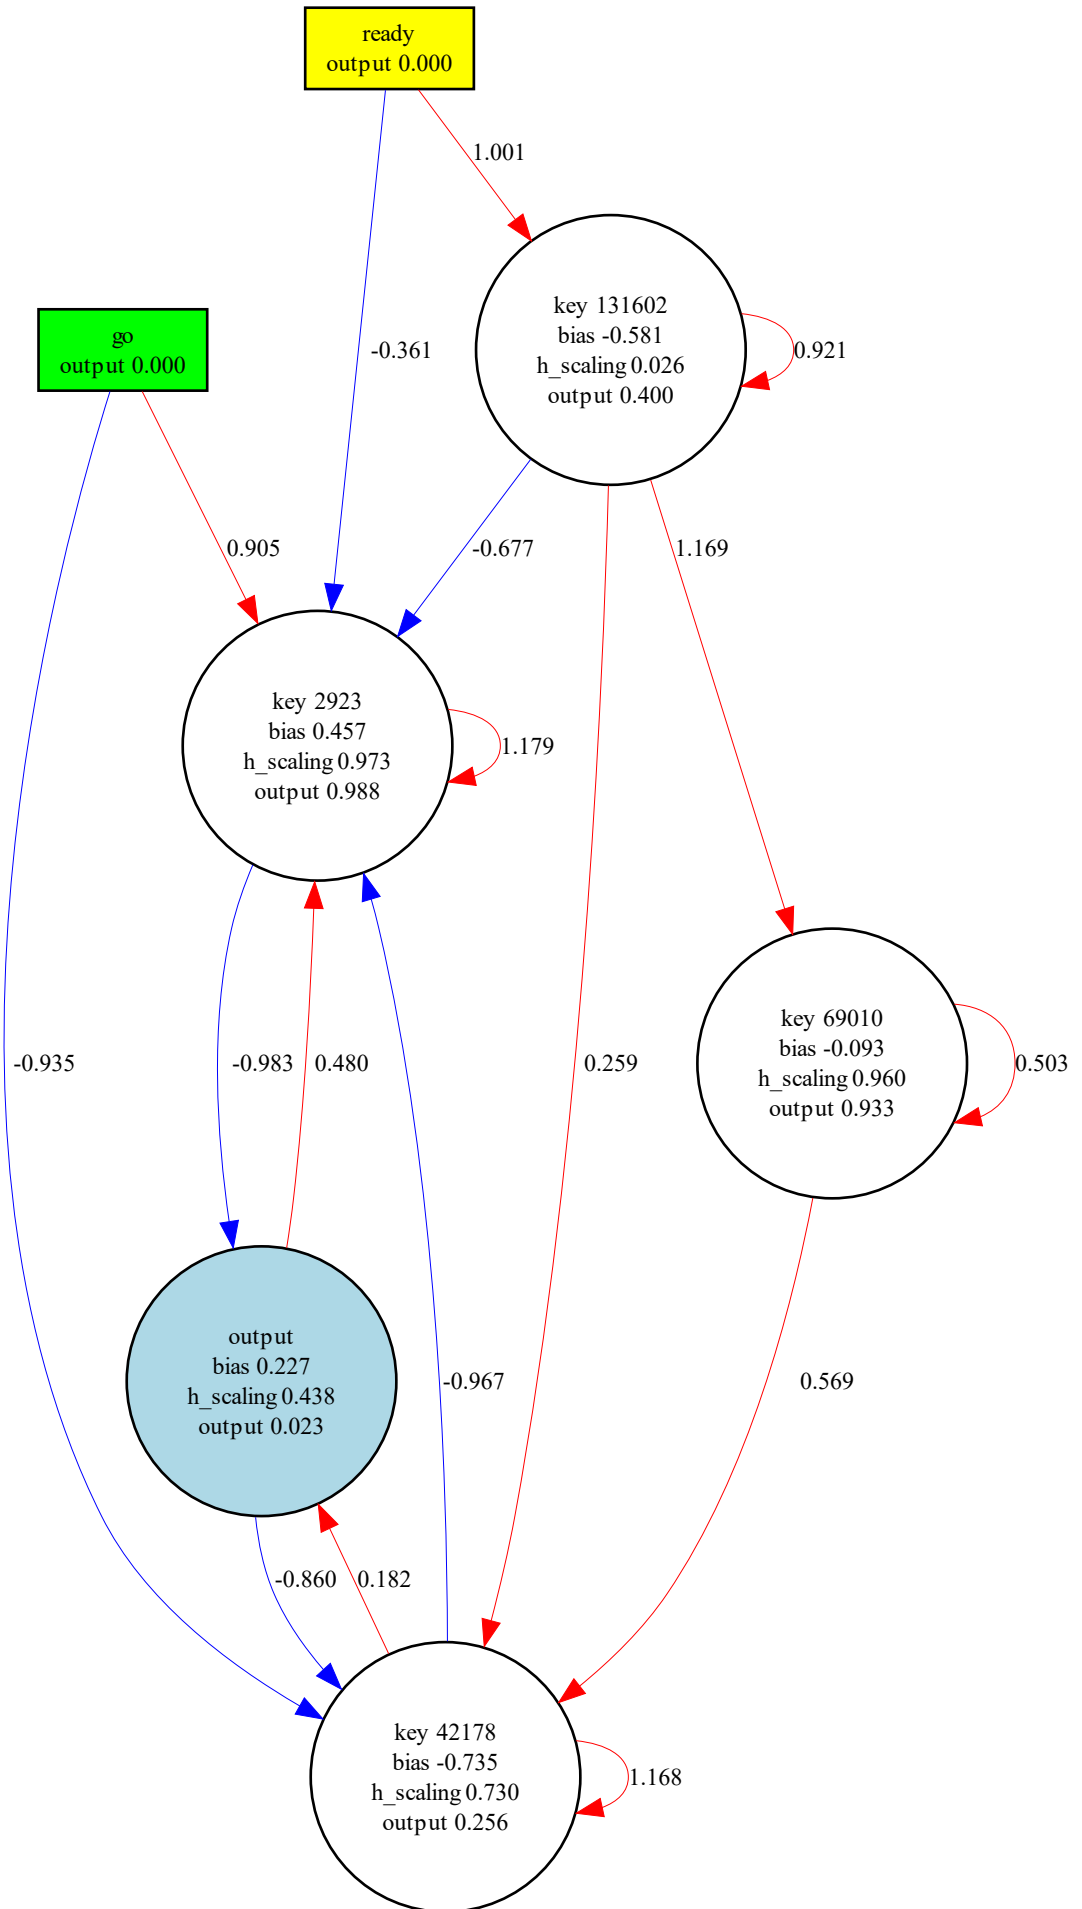 ready
output 0.000
1.001
go
output 0.000
-0.361
key 131602
bias -0.581
h_scaling 0.026
output 0.400
0.921
0.905
-0.677
1.169
key 2923
bias 0.457
h_scaling 0.973
output 0.988
1.179
-0.935
-0.983
0.480
0.259
key 69010
bias -0.093
h_scaling 0.960
output 0.933
0.503
output
bias 0.227
h_scaling 0.438
output 0.023
-0.967
0.569
-0.860
0.182
key 42178
bias -0.735
h_scaling 0.730
output 0.256
1.168